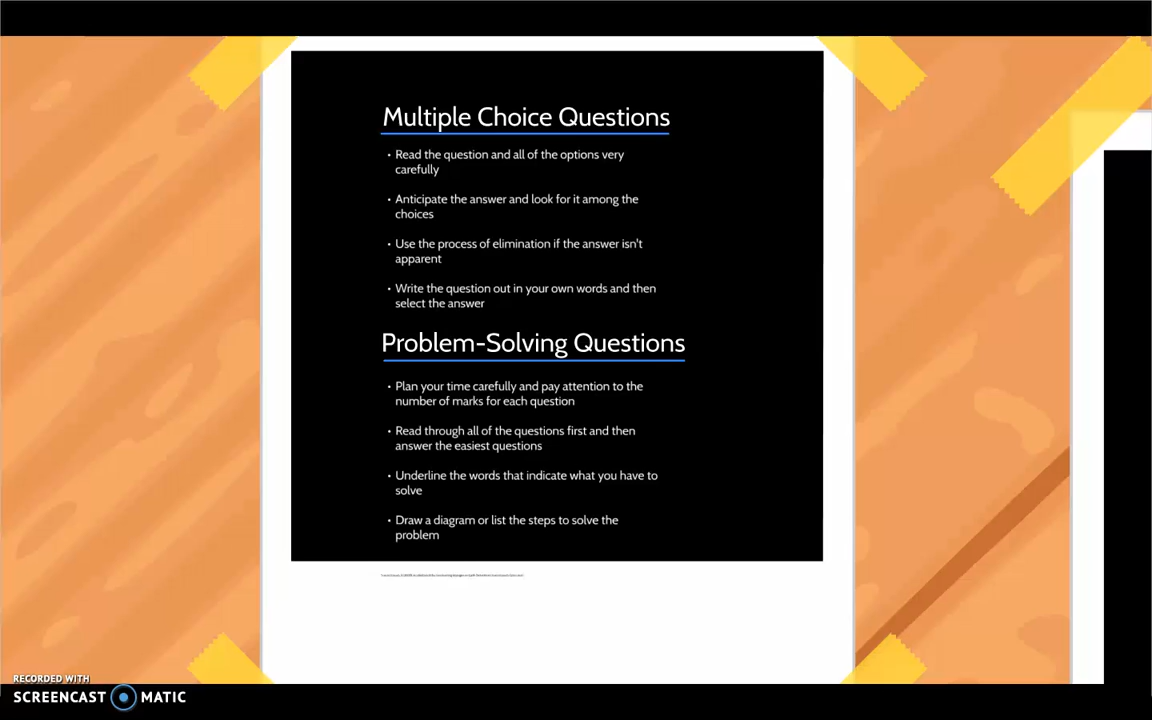 Multiple Choice Questions
• Read the question and all of the options very
carefully
• Anticipate the answer and look for it among the
choices
• Use the process of elimination if the answer isn't
apparent
• Write the question out in your own words and then
select the answer
Problem-Solving Questions
• Plan your time carefully and pay attention to the
number of marks for each question
• Read through all of the questions first and then
answer the easiest questions
• Underline the words that indicate what you have to
solve
• Draw a diagram or list the steps to solve the
problem
RECORDED WITH
SCREENCAST MATIC